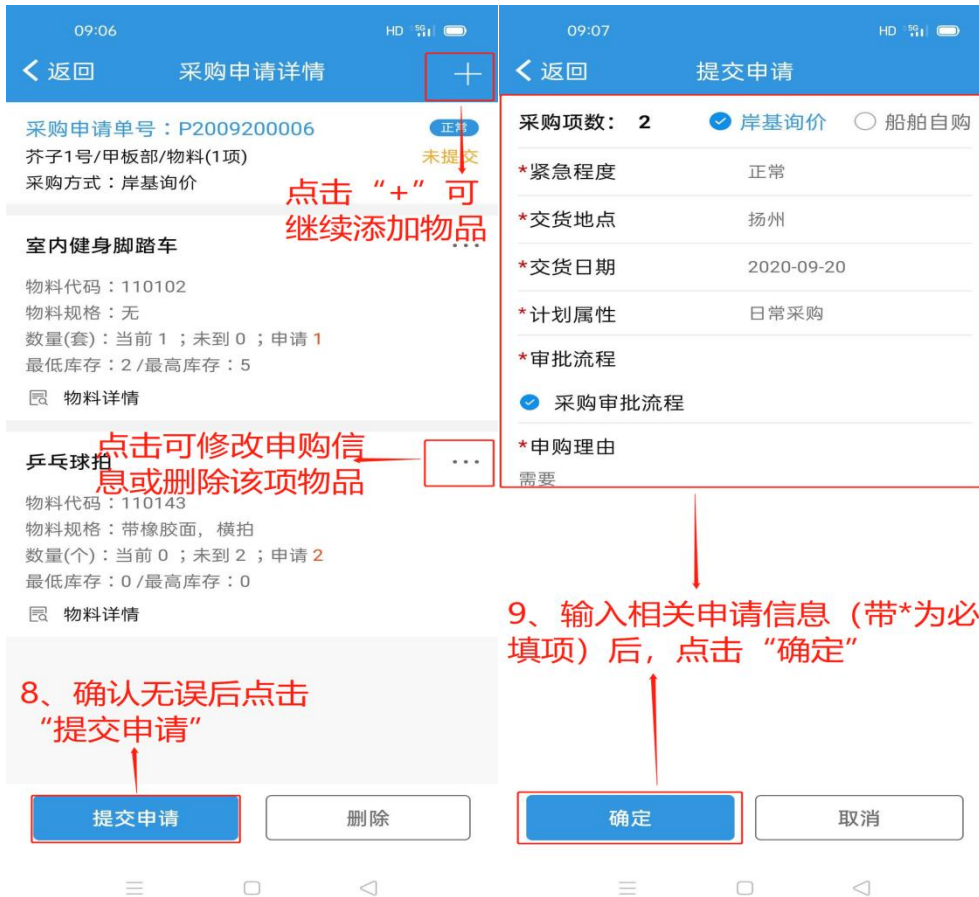 09:06 HD 5G
返回 采购申请详情 +
采购申请单号：P2009200006 正常
芥子1号/甲板部/物料(1项) 未提交
采购方式：岸基询价
点击“+”可
继续添加物品
室内健身脚踏车 ...
物料代码：110102
物料规格：无
数量(套)：当前 1 ；未到 0 ；申请 1
最低库存：2 /最高库存：5
物料详情
点击可修改申购信
息或删除该项物品
乒乓球拍 ...
物料代码：110143
物料规格：带橡胶面，横拍
数量(个)：当前 0 ；未到 2 ；申请 2
最低库存：0 /最高库存：0
物料详情
8、确认无误后点击
“提交申请”
提交申请 删除
09:07 HD 5G
返回 提交申请
采购项数： 2 岸基询价 船舶自购
*紧急程度 正常
*交货地点 扬州
*交货日期 2020-09-20
*计划属性 日常采购
*审批流程
采购审批流程
*申购理由
需要
9、输入相关申请信息（带*为必
填项）后，点击“确定”
确定 取消